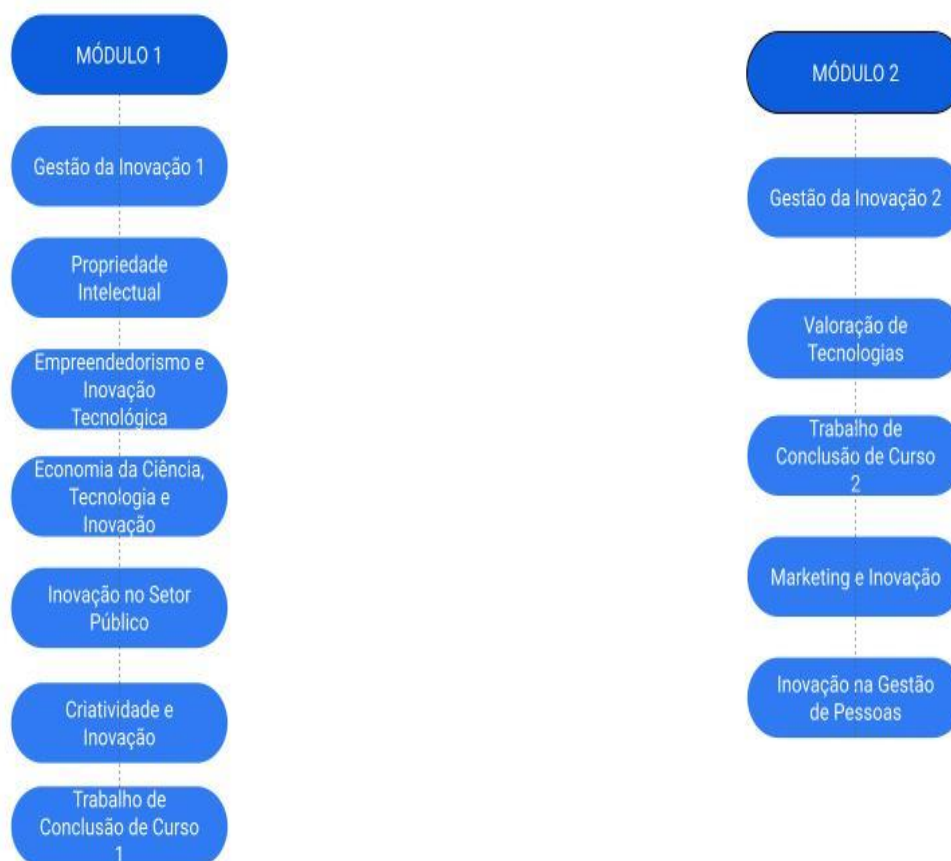 MÓDULO 1
Gestão da Inovação 1
Propriedade
Intelectual
Empreendedorismo e
Inovação
Tecnológica
Economia da Ciência,
Tecnologia e
Inovação
Inovação no Setor
Público
Criatividade e
Inovação
Trabalho de
Conclusão de Curso
1
MÓDULO 2
Gestão da Inovação 2
Valoração de
Tecnologias
Trabalho de
Conclusão de Curso
2
Marketing e Inovação
Inovação na Gestão
de Pessoas